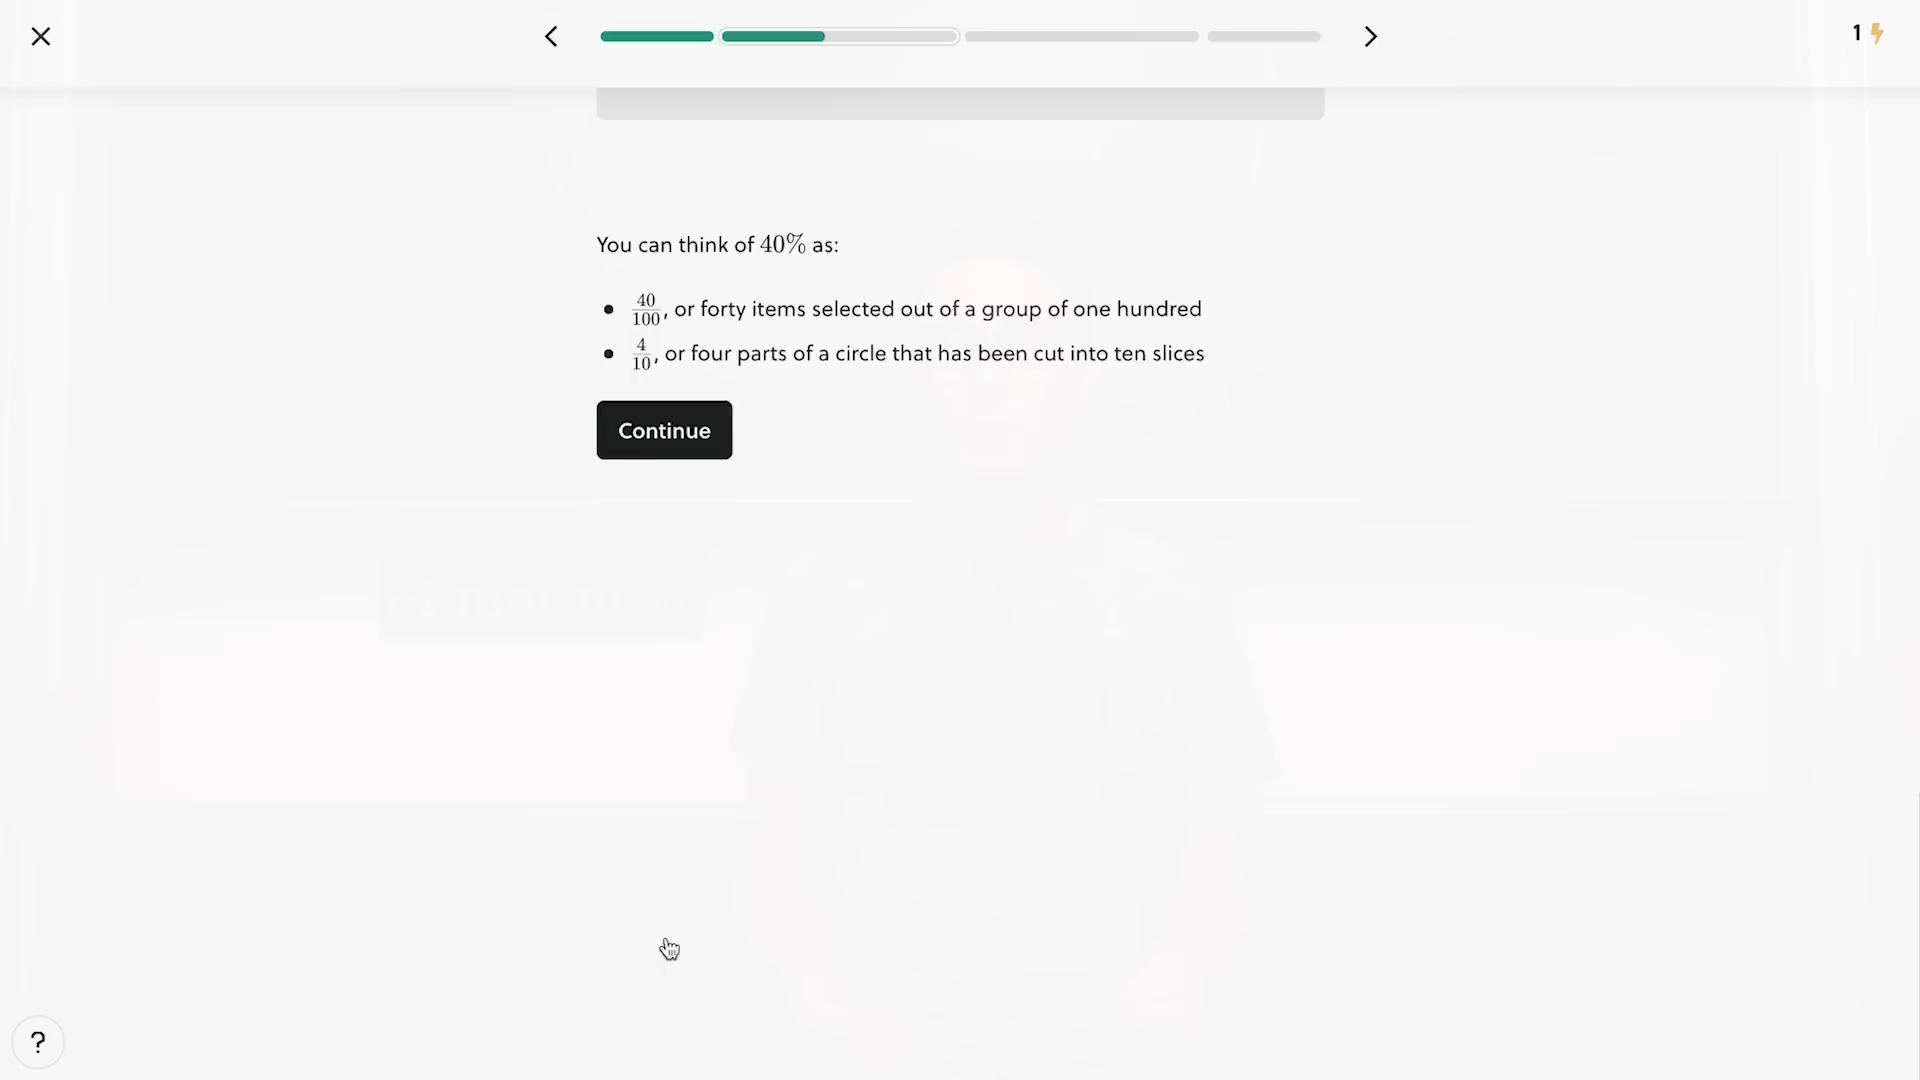 1
You can think of 40% as:
40/100, or forty items selected out of a group of one hundred
4/10, or four parts of a circle that has been cut into ten slices
Continue
?